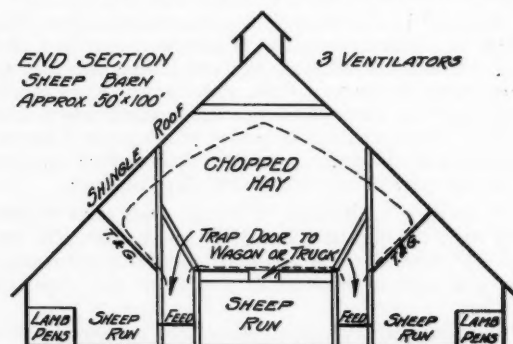 END SECTION
SHEEP BARN
APPROX. 50'x100'
3 VENTILATORS
SHINGLE ROOF
CHOPPED
HAY
T.&G.
TRAP DOOR TO
WAGON OR TRUCK
T.&G.
LAMB
PENS
SHEEP
RUN
FEED
SHEEP
RUN
FEED
SHEEP
RUN
LAMB
PENS